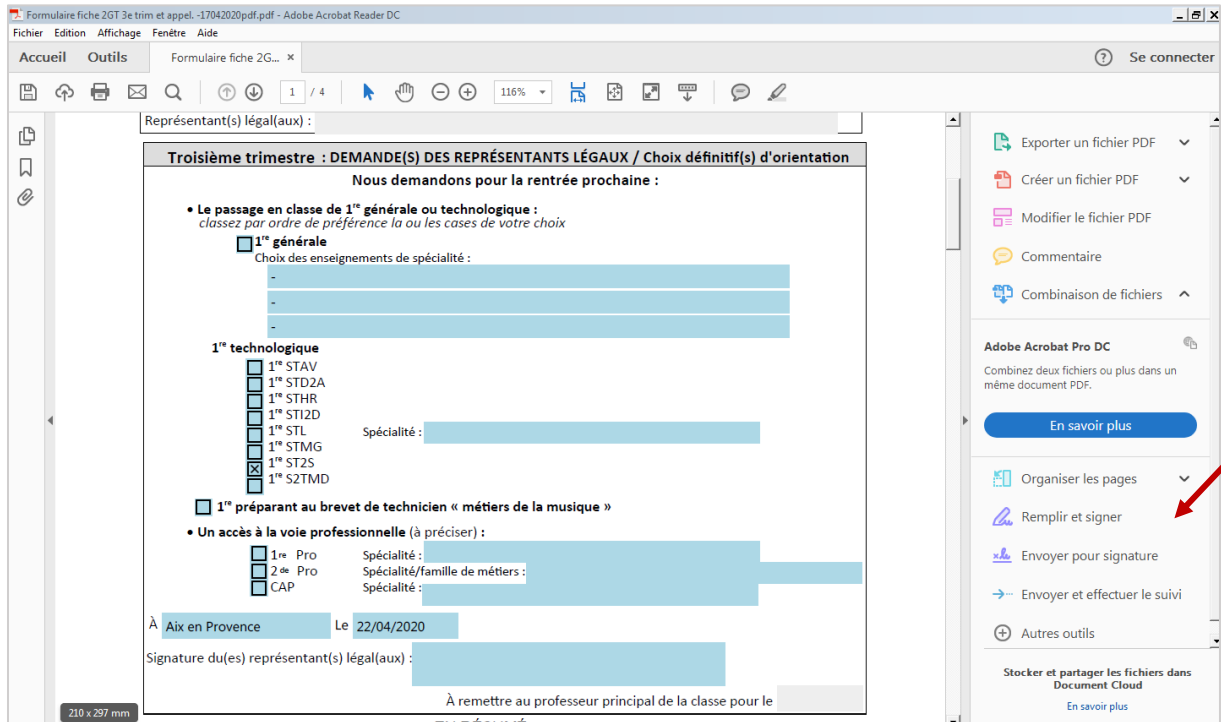 Formulaire fiche 2GT 3e trim et appel. -17042020pdf.pdf - Adobe Acrobat Reader DC
Fichier Edition Affichage Fenêtre Aide
Accueil Outils Formulaire fiche 2G... × Se connecter
1 / 4 116%
Représentant(s) légal(aux) :
Troisième trimestre : DEMANDE(S) DES REPRÉSENTANTS LÉGAUX / Choix définitif(s) d'orientation
Nous demandons pour la rentrée prochaine :
• Le passage en classe de 1re générale ou technologique :
classez par ordre de préférence la ou les cases de votre choix
1re générale
Choix des enseignements de spécialité :
-
-
-
1re technologique
1re STAV
1re STD2A
1re STHR
1re STI2D
1re STL Spécialité :
1re STMG
1re ST2S
1re S2TMD
1re préparant au brevet de technicien « métiers de la musique »
• Un accès à la voie professionnelle (à préciser) :
1re Pro Spécialité :
2de Pro Spécialité/famille de métiers :
CAP Spécialité :
À Aix en Provence Le 22/04/2020
Signature du(es) représentant(s) légal(aux) :
À remettre au professeur principal de la classe pour le
210 x 297 mm
Exporter un fichier PDF
Créer un fichier PDF
Modifier le fichier PDF
Commentaire
Combinaison de fichiers
Adobe Acrobat Pro DC
Combinez deux fichiers ou plus dans un
même document PDF.
En savoir plus
Organiser les pages
Remplir et signer
Envoyer pour signature
Envoyer et effectuer le suivi
Autres outils
Stocker et partager les fichiers dans
Document Cloud
En savoir plus